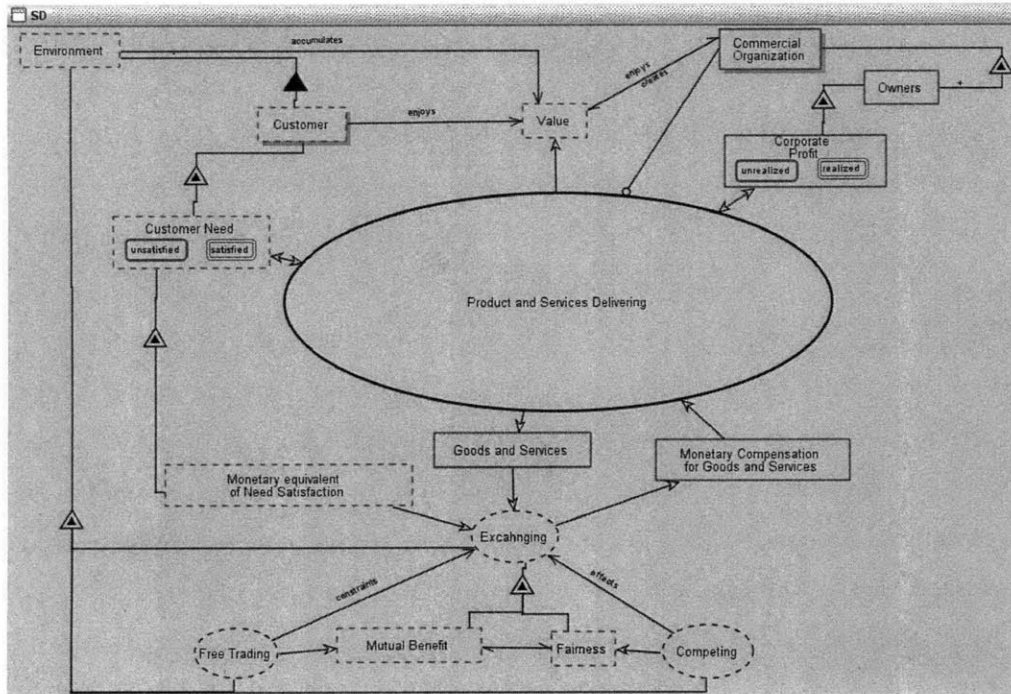 SD
Environment
accumulates
Commercial
Organization
enjoys
creates
Owners
+
Customer
enjoys
Value
Corporate
Profit
unrealized
realized
Customer Need
unsatisfied
satisfied
Product and Services Delivering
Goods and Services
Monetary Compensation
for Goods and Services
Monetary equivalent
of Need Satisfaction
Excahnging
constraints
affects
Free Trading
Mutual Benefit
Fairness
Competing